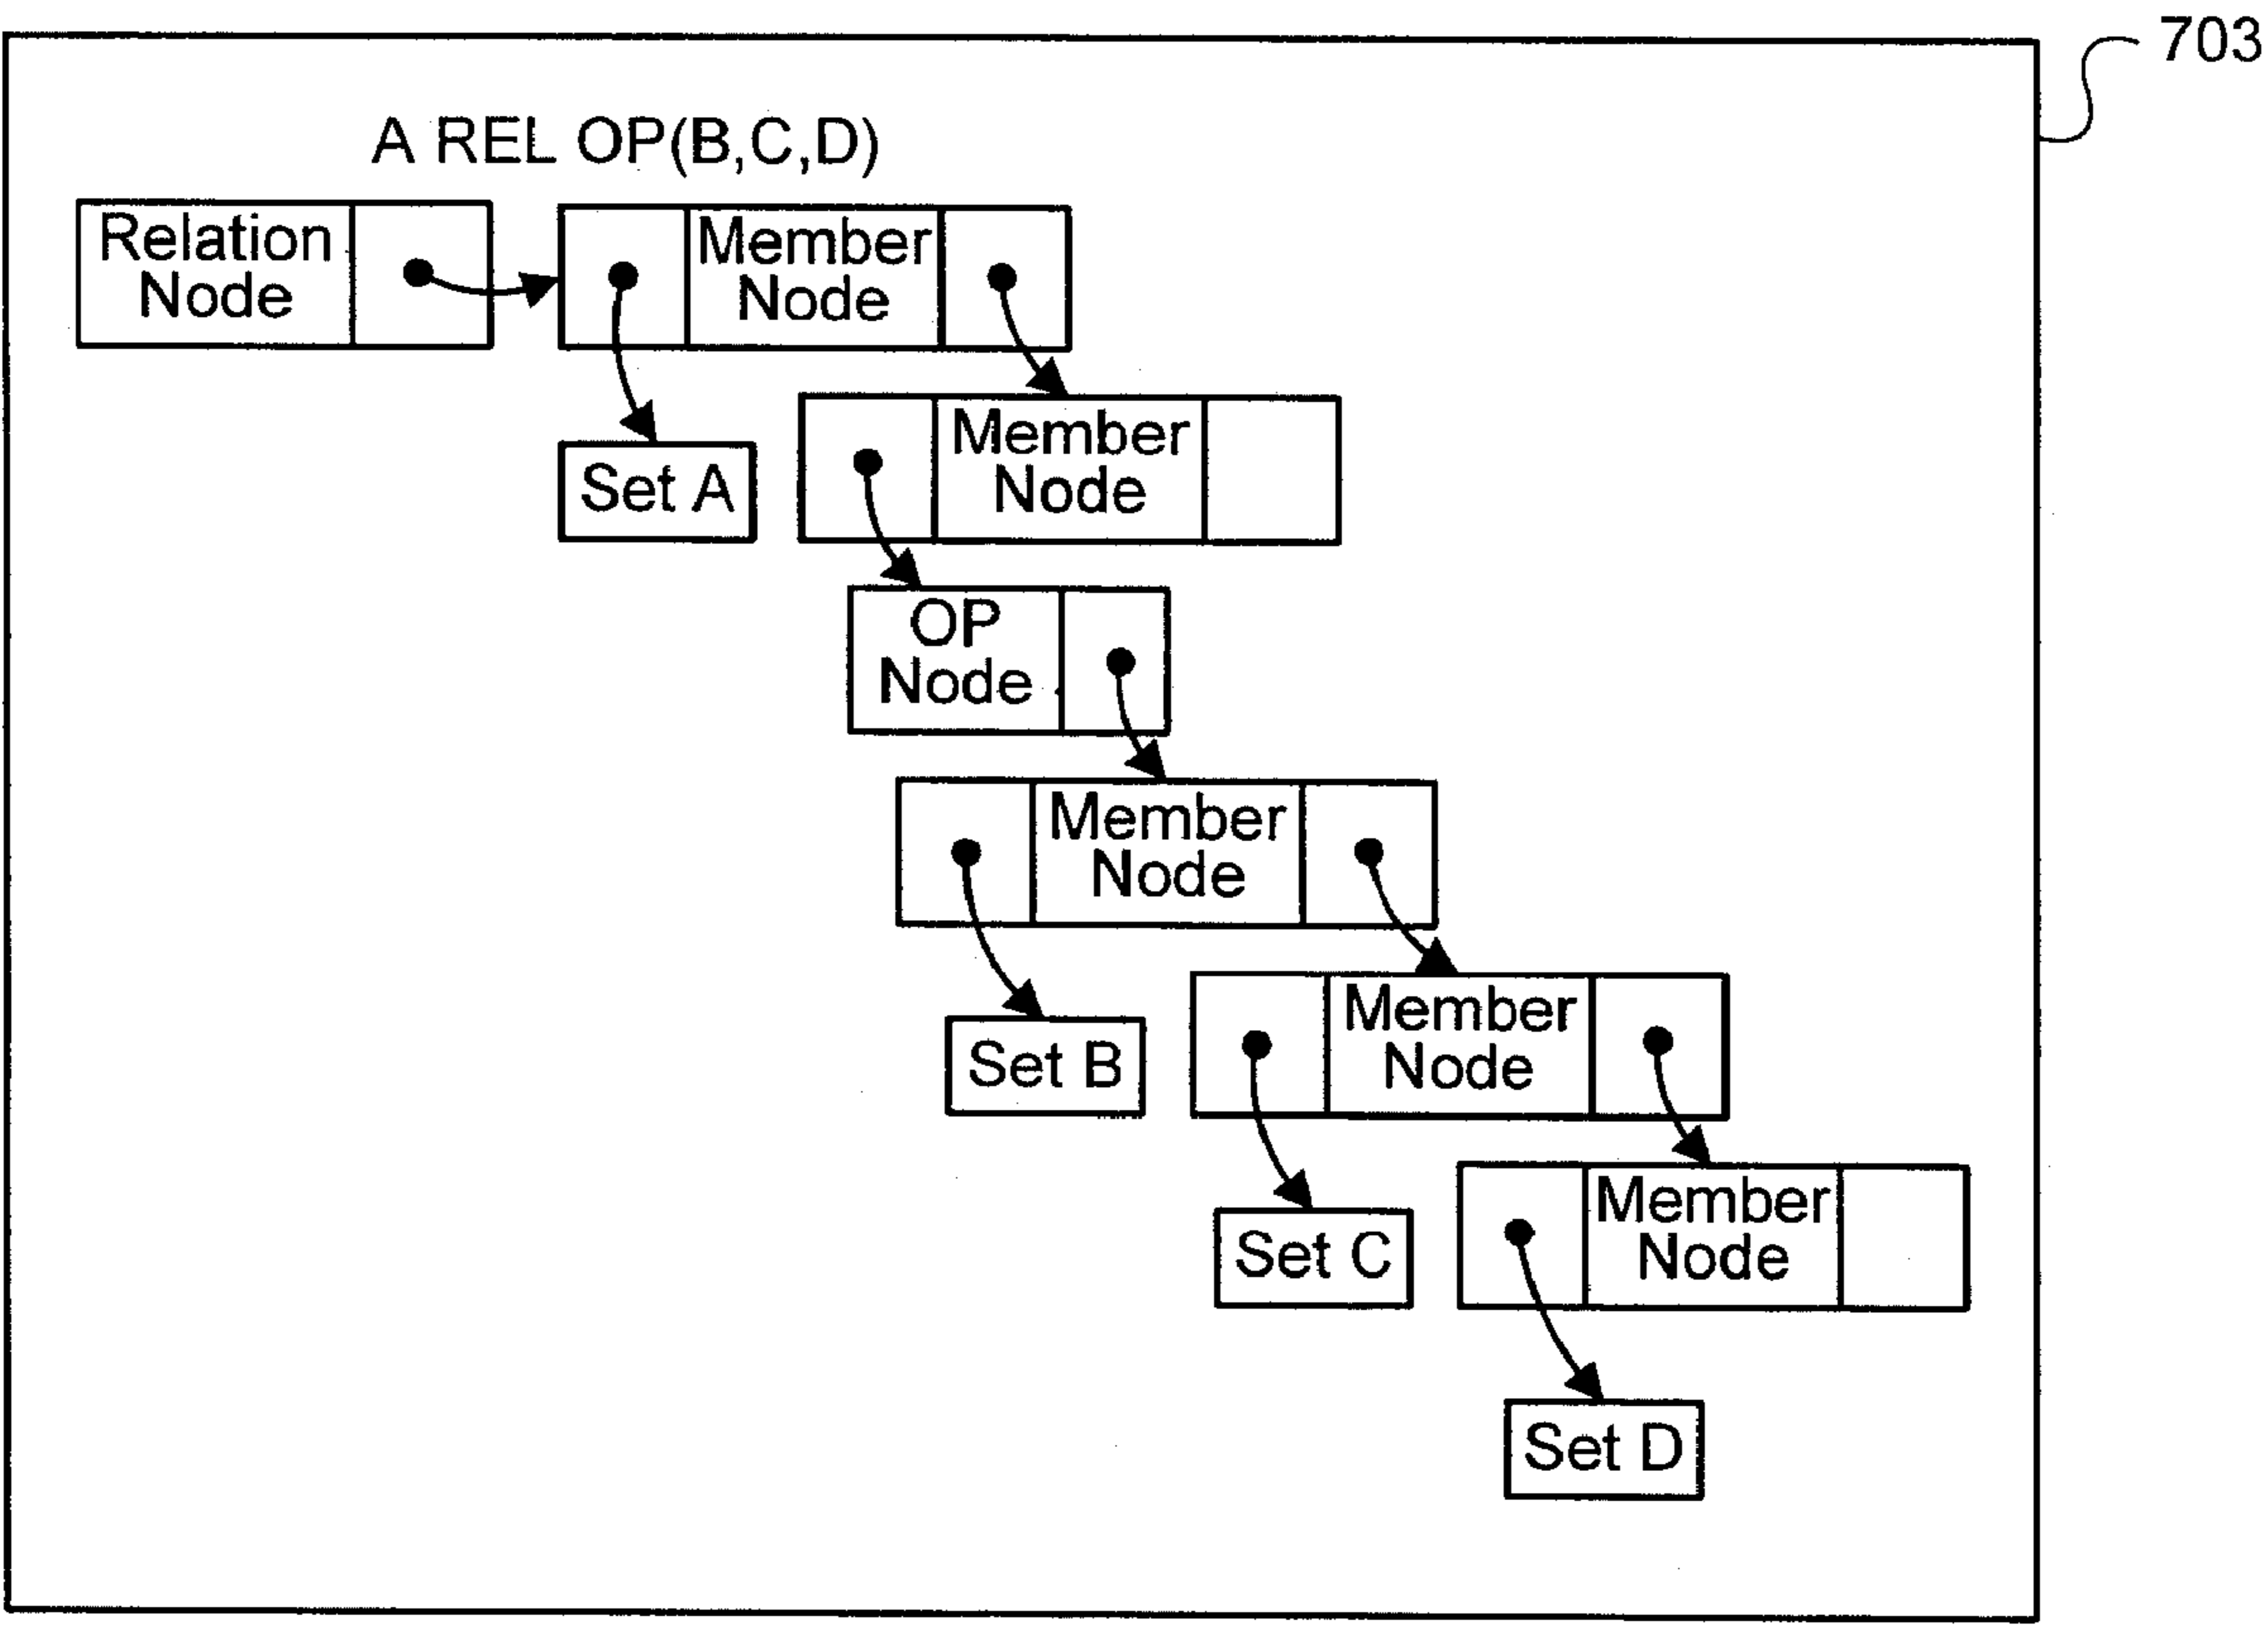 703
A REL OP(B,C,D)
Relation
Node
Member
Node
Set A
Member
Node
OP
Node
Member
Node
Set B
Member
Node
Set C
Member
Node
Set D